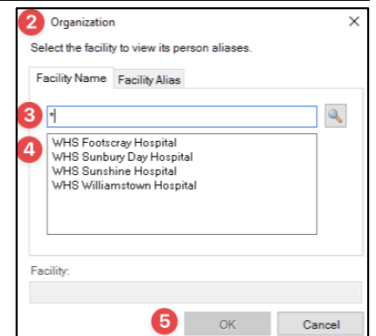 2 Organization
Select the facility to view its person aliases.
Facility Name Facility Alias
3 *
4
WHS Footscray Hospital
WHS Sunbury Day Hospital
WHS Sunshine Hospital
WHS Williamstown Hospital
Facility:
5 OK Cancel